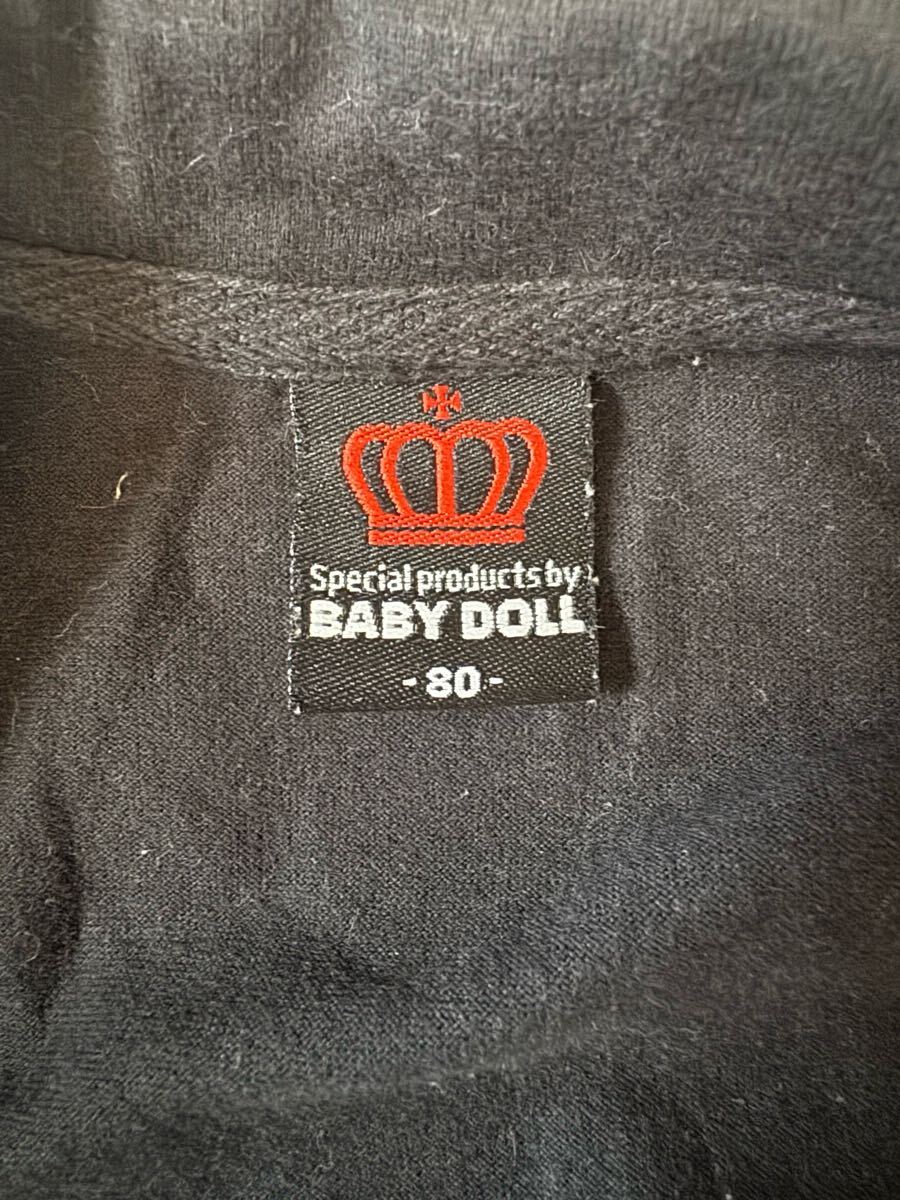 Special products by
BABY DOLL
-80-